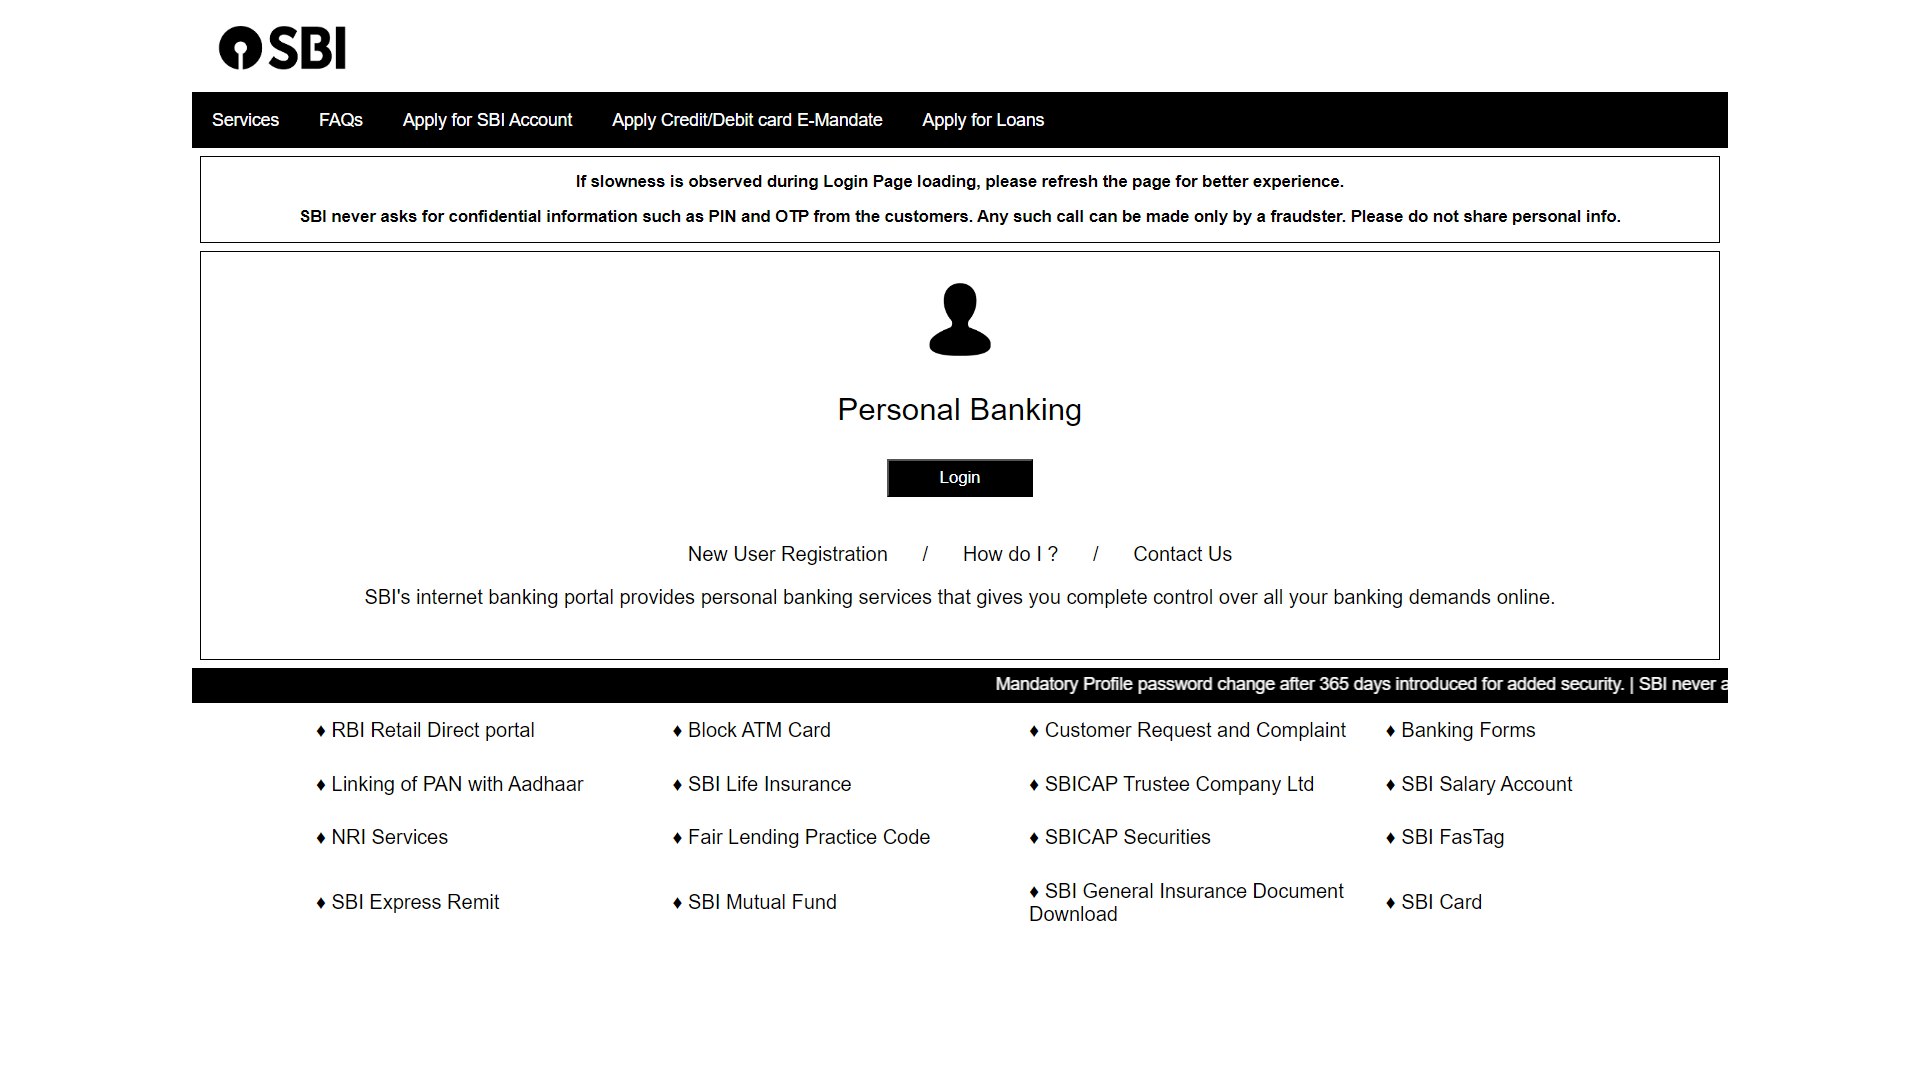 SBI
Services FAQs Apply for SBI Account Apply Credit/Debit card E-Mandate Apply for Loans
If slowness is observed during Login Page loading, please refresh the page for better experience.
SBI never asks for confidential information such as PIN and OTP from the customers. Any such call can be made only by a fraudster. Please do not share personal info.
Personal Banking
Login
New User Registration / How do I ? / Contact Us
SBI's internet banking portal provides personal banking services that gives you complete control over all your banking demands online.
Mandatory Profile password change after 365 days introduced for added security. | SBI never a
♦ RBI Retail Direct portal ♦ Block ATM Card ♦ Customer Request and Complaint ♦ Banking Forms
♦ Linking of PAN with Aadhaar ♦ SBI Life Insurance ♦ SBICAP Trustee Company Ltd ♦ SBI Salary Account
♦ NRI Services ♦ Fair Lending Practice Code ♦ SBICAP Securities ♦ SBI FasTag
♦ SBI Express Remit ♦ SBI Mutual Fund ♦ SBI General Insurance Document
Download ♦ SBI Card